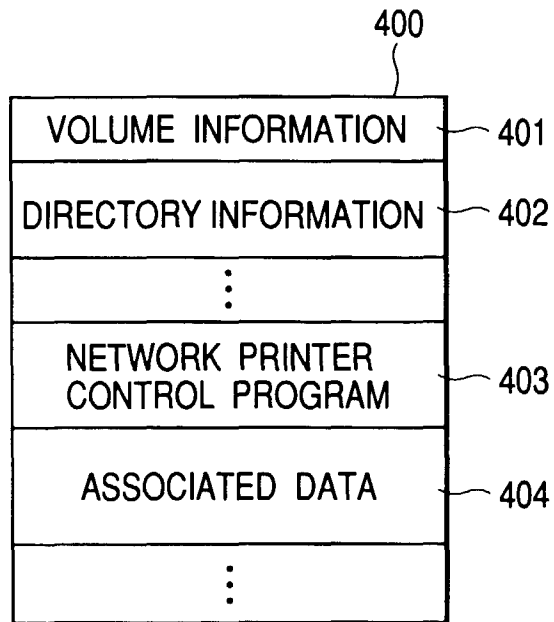 400
VOLUME INFORMATION 401
DIRECTORY INFORMATION 402
⋮
NETWORK PRINTER
CONTROL PROGRAM 403
ASSOCIATED DATA 404
⋮